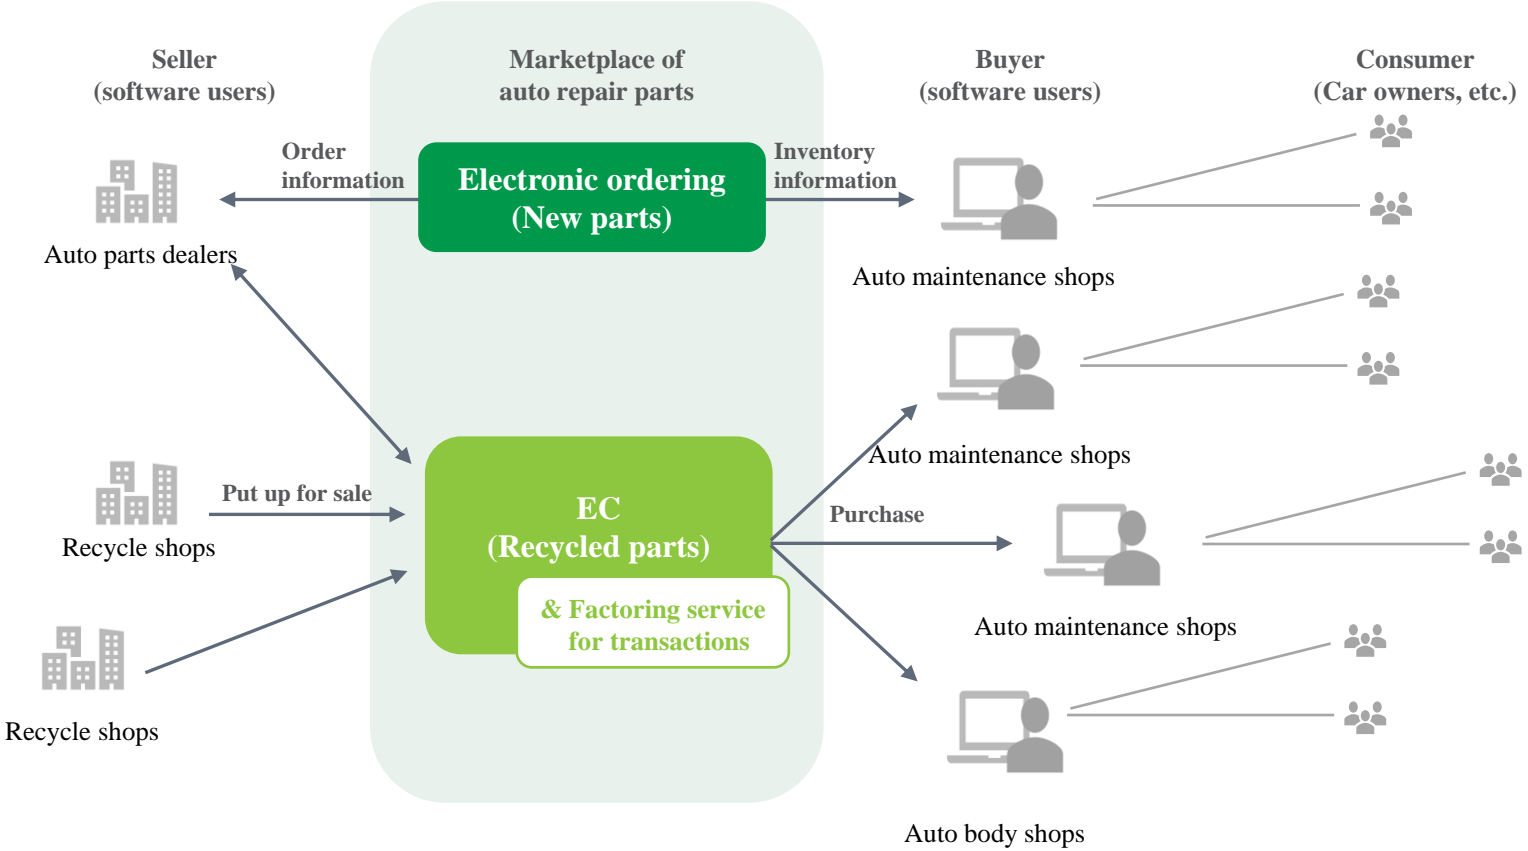 Seller
(software users)
Marketplace of
auto repair parts
Buyer
(software users)
Consumer
(Car owners, etc.)
Order
information
Electronic ordering
(New parts)
Inventory
information
Auto parts dealers
Auto maintenance shops
Auto maintenance shops
Put up for sale
EC
(Recycled parts)
Purchase
Recycle shops
& Factoring service
for transactions
Auto maintenance shops
Recycle shops
Auto body shops